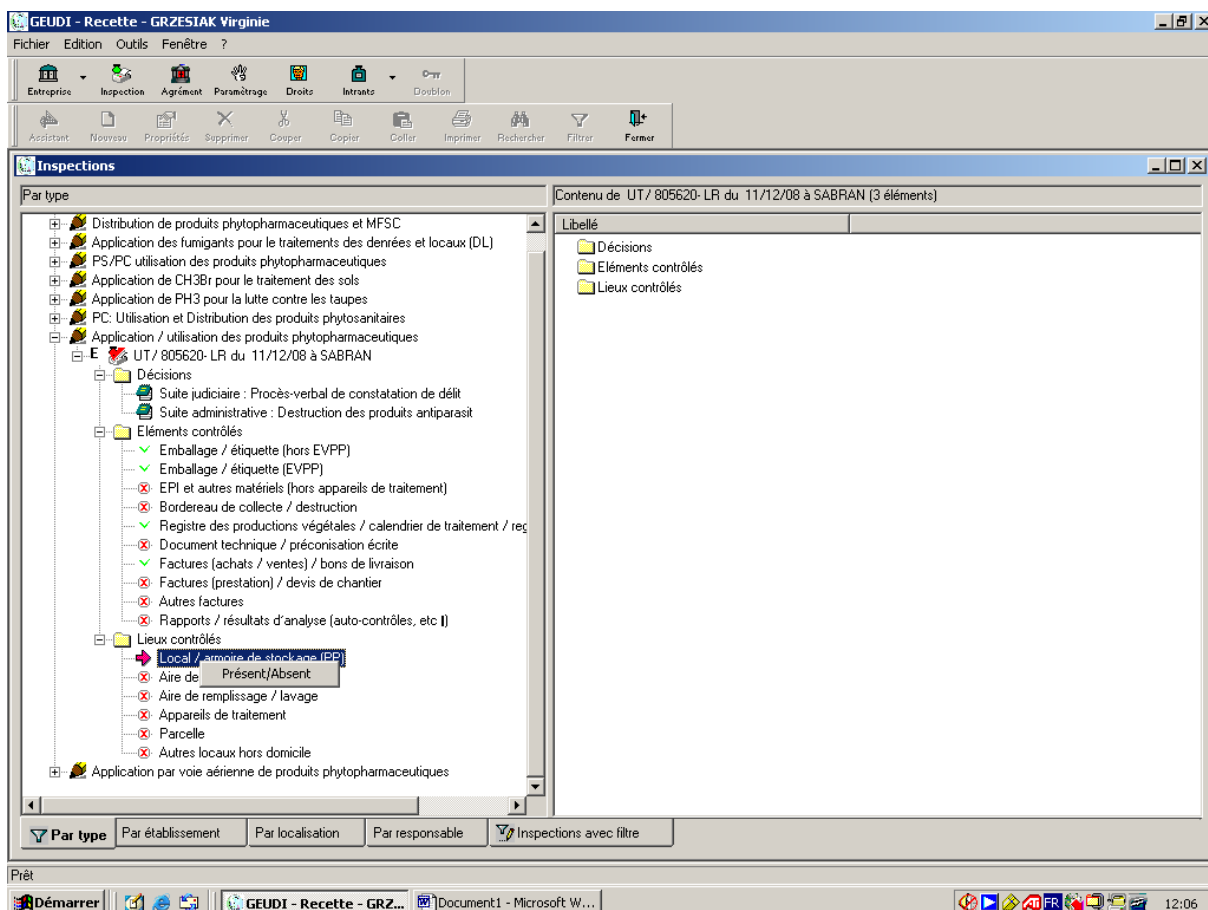 GEUDI - Recette - GRZESIAK Virginie
Fichier Edition Outils Fenêtre ?
Entreprise Inspection Agrément Paramètrage Droits Intrants Doublon
Assistant Nouveau Propriétés Supprimer Couper Copier Coller Imprimer Rechercher Filtrer Fermer
Inspections
Par type
Distribution de produits phytopharmaceutiques et MFSC
Application des fumigants pour le traitements des denrées et locaux (DL)
PS/PC utilisation des produits phytopharmaceutiques
Application de CH3Br pour le traitement des sols
Application de PH3 pour la lutte contre les taupes
PC: Utilisation et Distribution des produits phytosanitaires
Application / utilisation des produits phytopharmaceutiques
E UT/ 805620- LR du 11/12/08 à SABRAN
Décisions
Suite judiciaire : Procès-verbal de constatation de délit
Suite administrative : Destruction des produits antiparasit
Eléments contrôlés
Emballage / étiquette (hors EVPP)
Emballage / étiquette (EVPP)
EPI et autres matériels (hors appareils de traitement)
Bordereau de collecte / destruction
Registre des productions végétales / calendrier de traitement / reg
Document technique / préconisation écrite
Factures (achats / ventes) / bons de livraison
Factures (prestation) / devis de chantier
Autres factures
Rapports / résultats d'analyse (auto-contrôles, etc |)
Lieux contrôlés
Local / armoire de stockage (PP)
Présent/Absent
Aire de
Aire de remplissage / lavage
Appareils de traitement
Parcelle
Autres locaux hors domicile
Application par voie aérienne de produits phytopharmaceutiques
Contenu de UT/ 805620- LR du 11/12/08 à SABRAN (3 éléments)
Libellé
Décisions
Eléments contrôlés
Lieux contrôlés
Par type Par établissement Par localisation Par responsable Inspections avec filtre
Prêt
Démarrer GEUDI - Recette - GRZ... Document1 - Microsoft W... FR 12:06